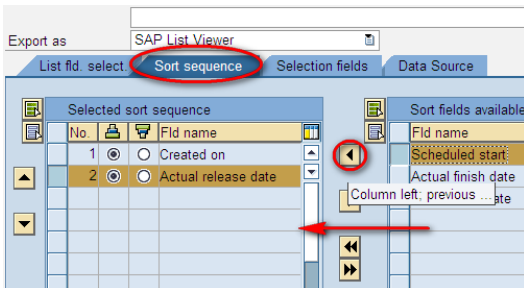 Export as SAP List Viewer
List fld. select. Sort sequence Selection fields Data Source
Selected sort sequence Sort fields available
No. Fld name Fld name
1 Created on Scheduled start
2 Actual release date Actual finish date
Column left; previous ... ate